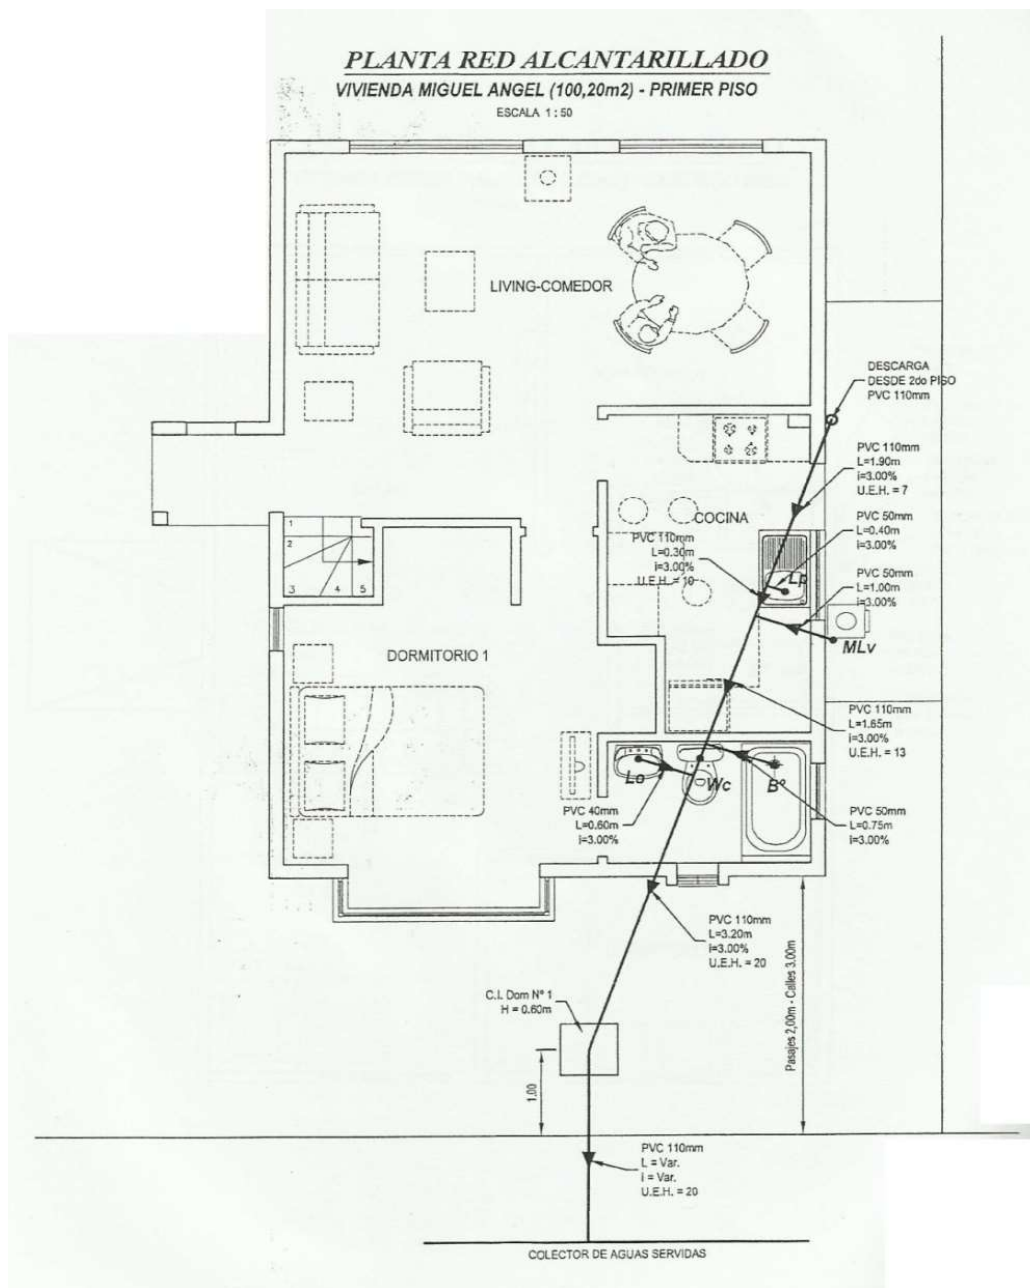 PLANTA RED ALCANTARILLADO
VIVIENDA MIGUEL ANGEL (100,20m2) - PRIMER PISO
ESCALA 1 : 50
LIVING-COMEDOR
DESCARGA
DESDE 2do PISO
PVC 110mm
PVC 110mm
L=1.90m
i=3.00%
U.E.H. = 7
COCINA
PVC 50mm
L=0.40m
i=3.00%
PVC 110mm
L=0.30m
i=3.00%
U.E.H. = 10
Lp
PVC 50mm
L=1.00m
i=3.00%
MLv
1
2
3
4
5
DORMITORIO 1
PVC 110mm
L=1.65m
i=3.00%
U.E.H. = 13
Lo
Wc
Bº
PVC 40mm
L=0.60m
i=3.00%
PVC 50mm
L=0.75m
i=3.00%
PVC 110mm
L=3.20m
i=3.00%
U.E.H. = 20
C.I. Dom Nº 1
H = 0.60m
Pasajes 2,00m - Calles 3.00m
1.00
PVC 110mm
L = Var.
i = Var.
U.E.H. = 20
COLECTOR DE AGUAS SERVIDAS